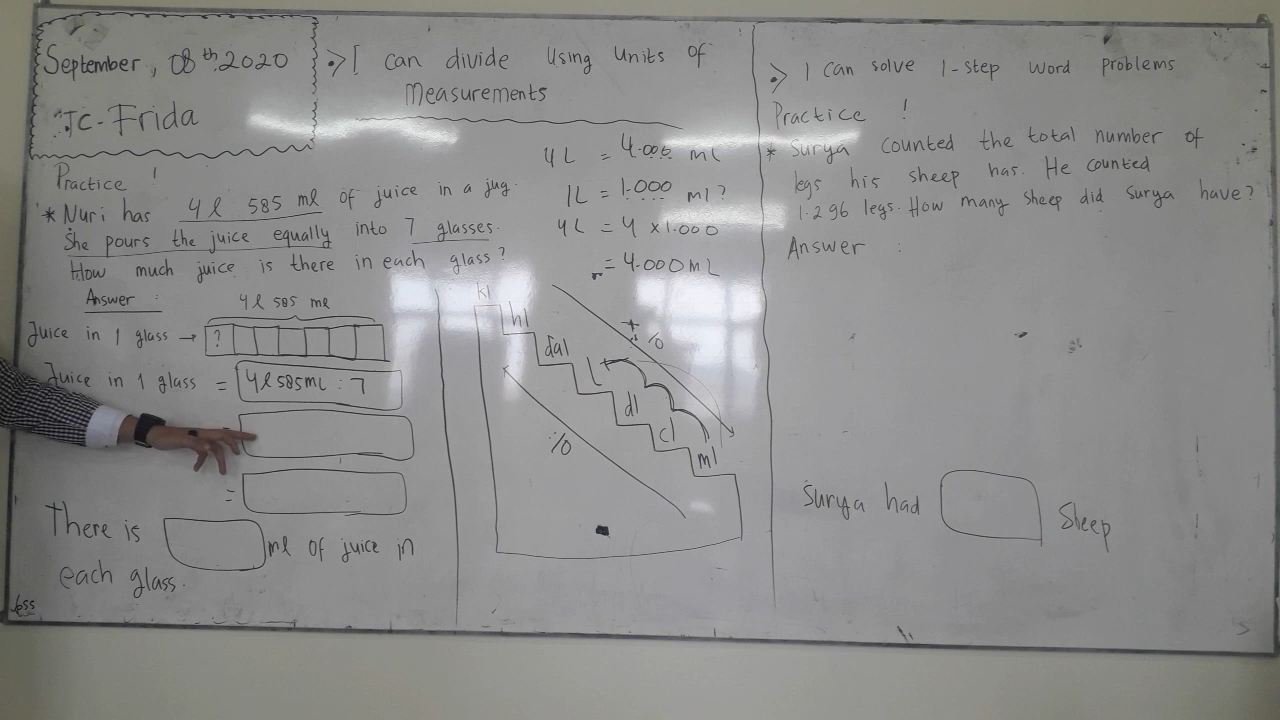 September, 08th 2020
TC-Frida
I can divide using units of
Measurements
Practice !
* Nuri has 4 l 585 ml of juice in a jug.
She pours the juice equally into 7 glasses.
How much juice is there in each glass?
Answer :
4 l 585 ml
Juice in 1 glass → ?
Juice in 1 glass = 4 l 585 ml : 7
=
There is ml of juice in
each glass.
4 L = 4.000 mL
1L = 1.000 ml?
4L = 4 x 1.000
= 4.000 mL
kl
hl
dal
l
dl
cl
ml
I can solve 1-step word problems
Practice !
* Surya counted the total number of
legs his sheep has. He counted
1.296 legs. How many sheep did Surya have?
Answer :
Surya had Sheep